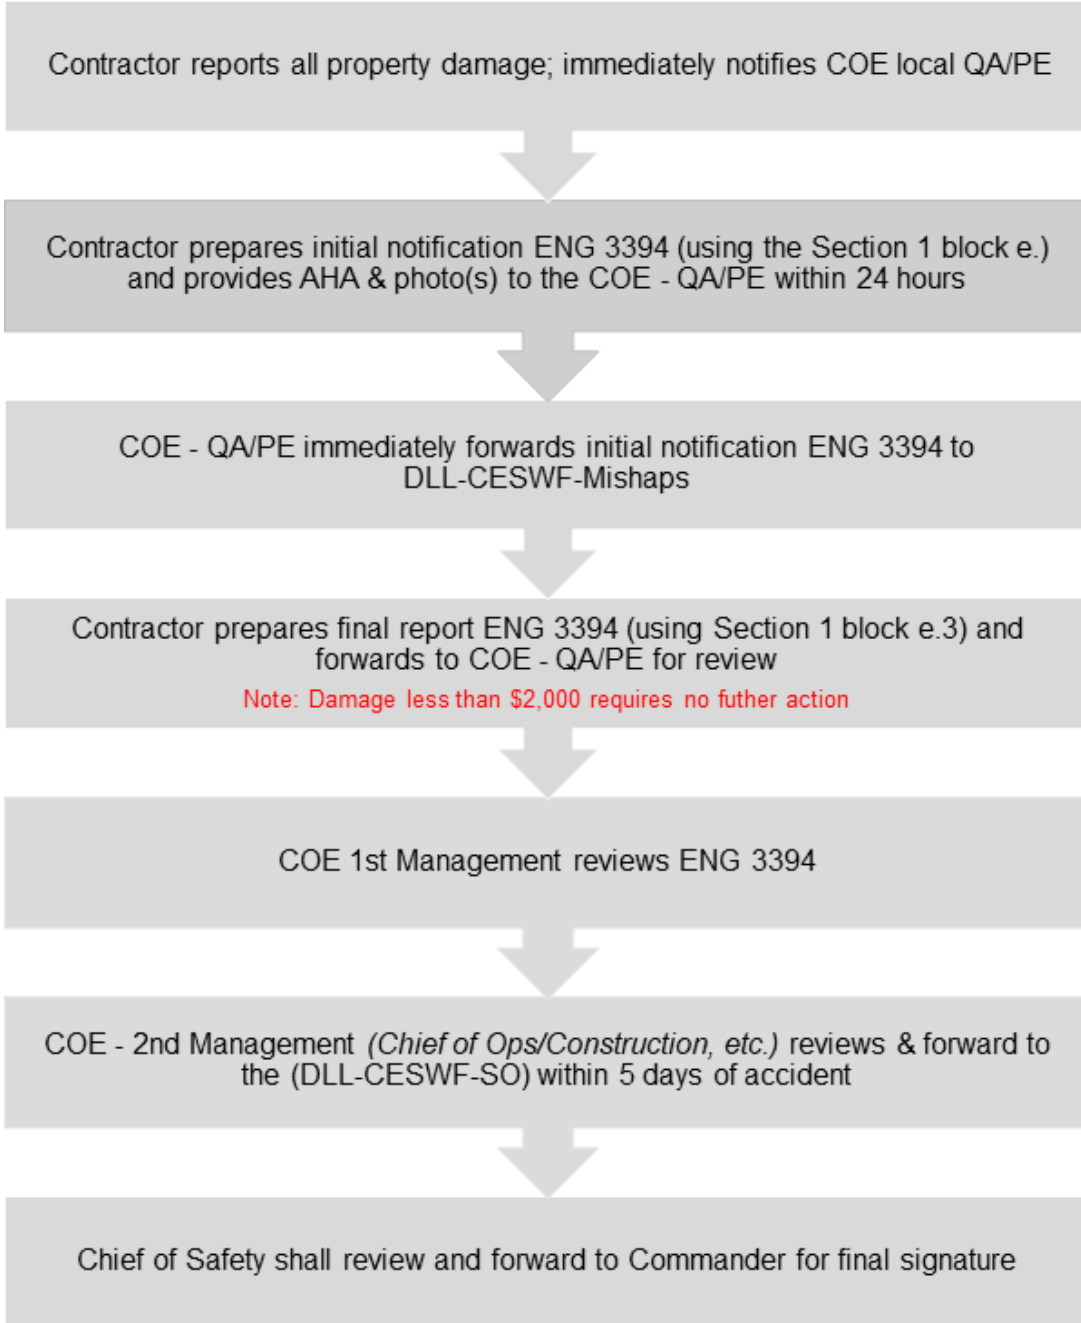 Contractor reports all property damage; immediately notifies COE local QA/PE
Contractor prepares initial notification ENG 3394 (using the Section 1 block e.)
and provides AHA & photo(s) to the COE - QA/PE within 24 hours
COE - QA/PE immediately forwards initial notification ENG 3394 to
DLL-CESWF-Mishaps
Contractor prepares final report ENG 3394 (using Section 1 block e.3) and
forwards to COE - QA/PE for review
Note: Damage less than $2,000 requires no futher action
COE 1st Management reviews ENG 3394
COE - 2nd Management (Chief of Ops/Construction, etc.) reviews & forward to
the (DLL-CESWF-SO) within 5 days of accident
Chief of Safety shall review and forward to Commander for final signature